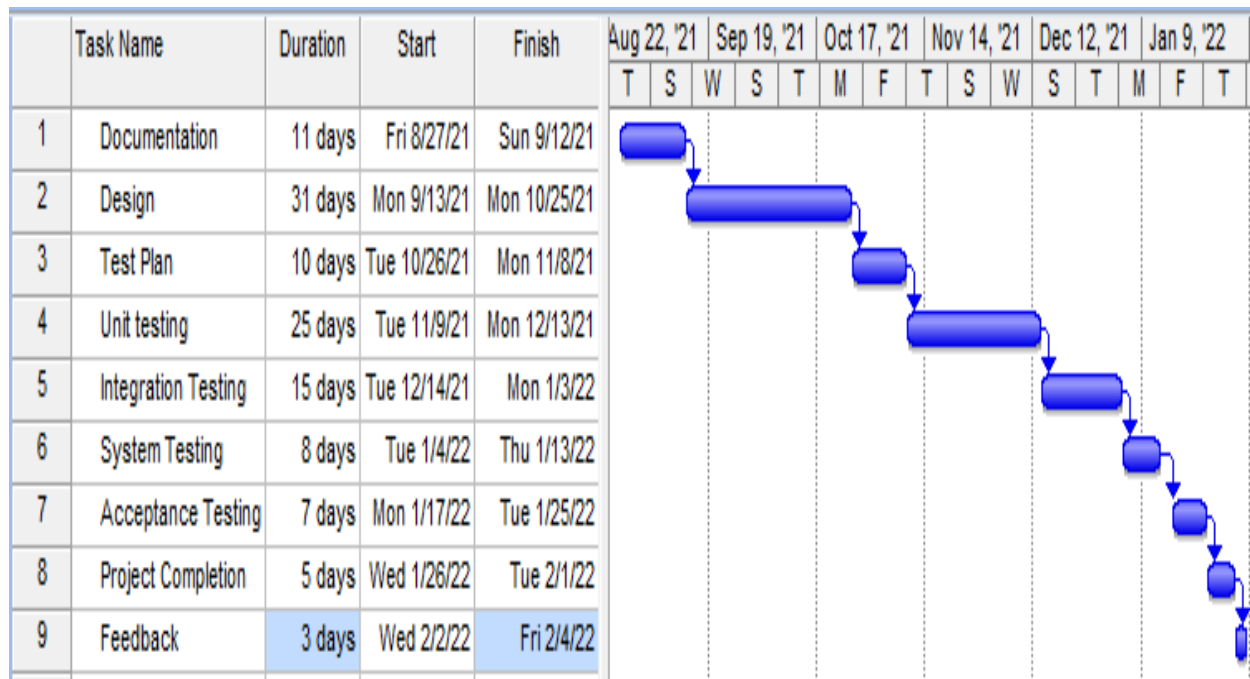 Task Name Duration Start Finish Aug 22, '21 Sep 19, '21 Oct 17, '21 Nov 14, '21 Dec 12, '21 Jan 9, '22
T S W S T M F T S W S T M F T
1 Documentation 11 days Fri 8/27/21 Sun 9/12/21
2 Design 31 days Mon 9/13/21 Mon 10/25/21
3 Test Plan 10 days Tue 10/26/21 Mon 11/8/21
4 Unit testing 25 days Tue 11/9/21 Mon 12/13/21
5 Integration Testing 15 days Tue 12/14/21 Mon 1/3/22
6 System Testing 8 days Tue 1/4/22 Thu 1/13/22
7 Acceptance Testing 7 days Mon 1/17/22 Tue 1/25/22
8 Project Completion 5 days Wed 1/26/22 Tue 2/1/22
9 Feedback 3 days Wed 2/2/22 Fri 2/4/22